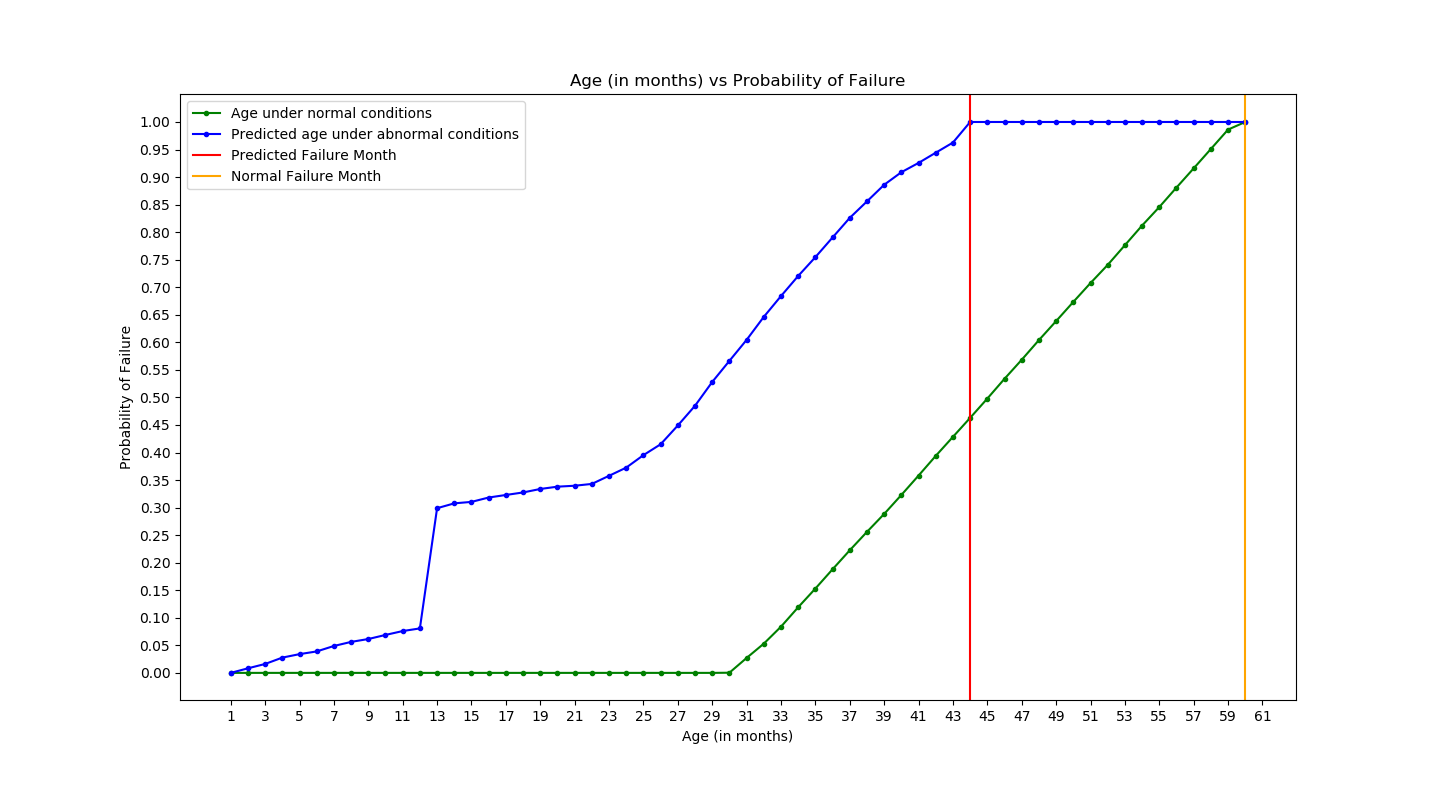 Age (in months) vs Probability of Failure
Age under normal conditions
Predicted age under abnormal conditions
Predicted Failure Month
Normal Failure Month
Probability of Failure
1.00
0.95
0.90
0.85
0.80
0.75
0.70
0.65
0.60
0.55
0.50
0.45
0.40
0.35
0.30
0.25
0.20
0.15
0.10
0.05
0.00
1 3 5 7 9 11 13 15 17 19 21 23 25 27 29 31 33 35 37 39 41 43 45 47 49 51 53 55 57 59 61
Age (in months)